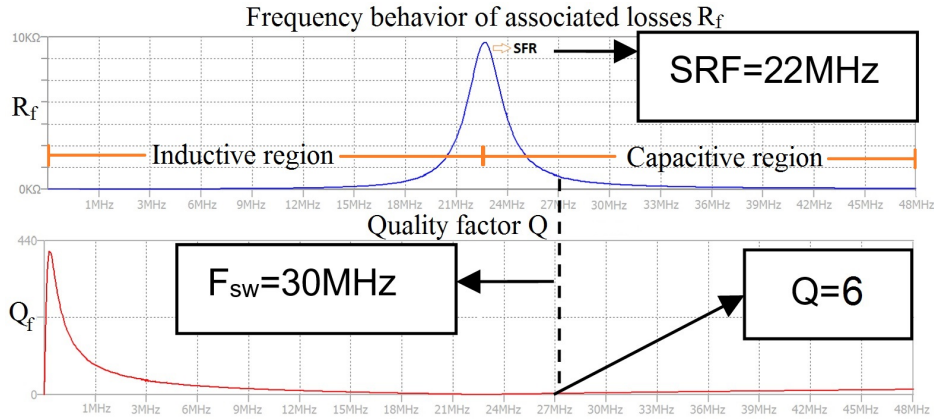 Frequency behavior of associated losses Rf
10KΩ
SFR
SRF=22MHz
Rf
Inductive region
Capacitive region
0KΩ
1MHz 3MHz 6MHz 9MHz 12MHz 15MHz 18MHz 21MHz 24MHz 27MHz 30MHz 33MHz 36MHz 39MHz 42MHz 45MHz 48MHz
Quality factor Q
440
Fsw=30MHz
Q=6
Qf
0
1MHz 3MHz 6MHz 9MHz 12MHz 15MHz 18MHz 21MHz 24MHz 27MHz 30MHz 33MHz 36MHz 39MHz 42MHz 45MHz 48MHz